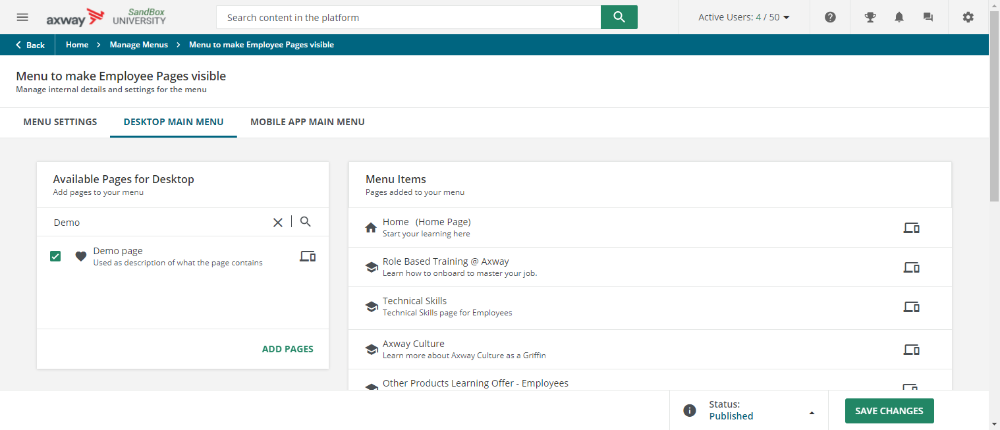 axway
SandBox
UNIVERSITY
Search content in the platform
Active Users: 4 / 50
Back
Home
Manage Menus
Menu to make Employee Pages visible
Menu to make Employee Pages visible
Manage internal details and settings for the menu
MENU SETTINGS
DESKTOP MAIN MENU
MOBILE APP MAIN MENU
Available Pages for Desktop
Add pages to your menu
Demo
Demo page
Used as description of what the page contains
ADD PAGES
Menu Items
Pages added to your menu
Home (Home Page)
Start your learning here
Role Based Training @ Axway
Learn how to onboard to master your job.
Technical Skills
Technical Skills page for Employees
Axway Culture
Learn more about Axway Culture as a Griffin
Other Products Learning Offer - Employees
Status:
Published
SAVE CHANGES